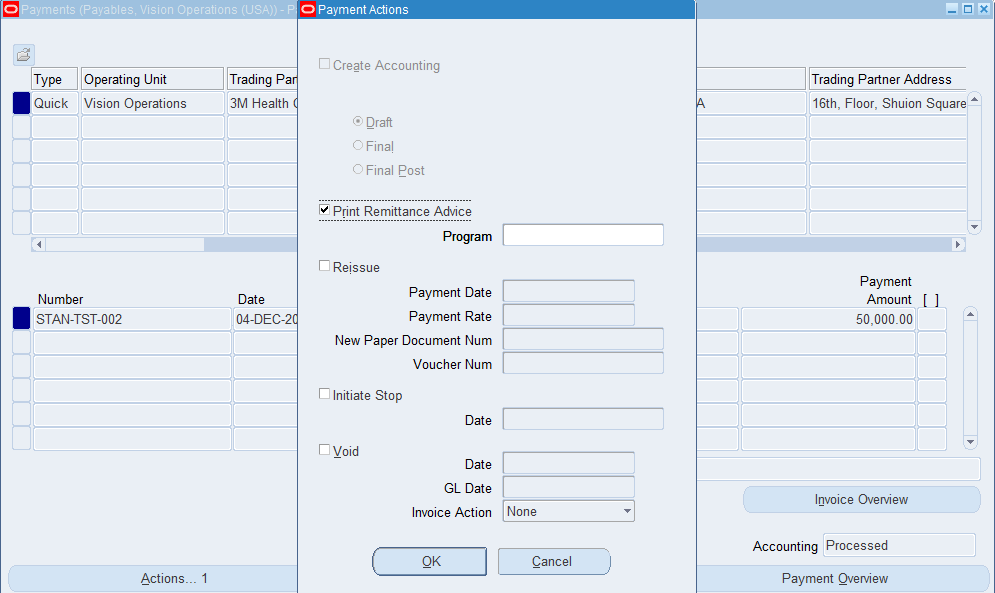 Payments (Payables, Vision Operations (USA)) - P
Payment Actions
Create Accounting
Type Operating Unit Trading Par Trading Partner Address
Quick Vision Operations 3M Health A 16th, Floor, Shuion Square
Draft
Final
Final Post
Print Remittance Advice
Program
Reissue
Payment Date
Payment
Amount [ ]
Number Date
STAN-TST-002 04-DEC-20 50,000.00
Payment Rate
New Paper Document Num
Voucher Num
Initiate Stop
Date
Void
Date
GL Date
Invoice Action None
Invoice Overview
Accounting Processed
OK Cancel
Actions... 1 Payment Overview